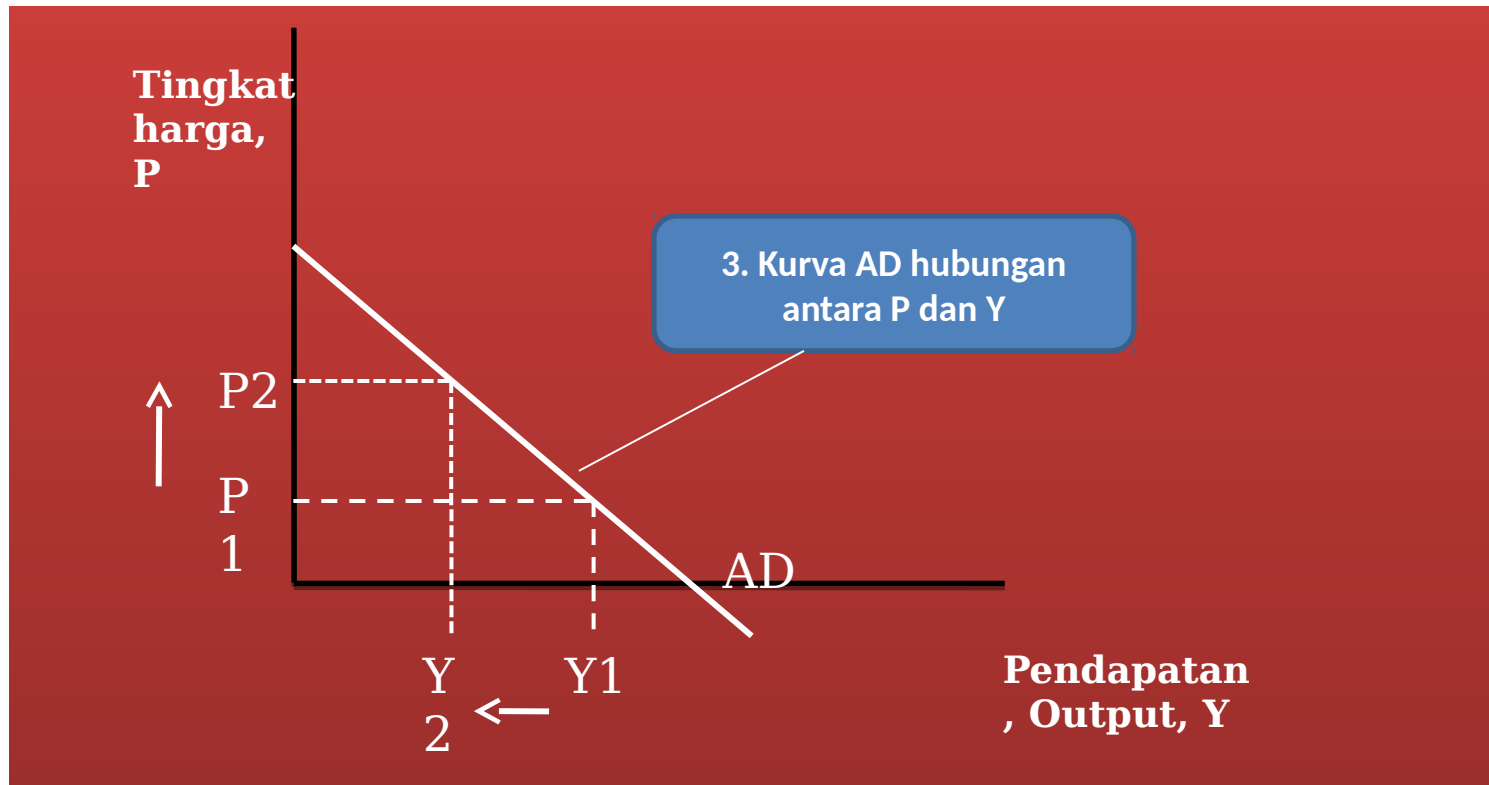 Tingkat
harga,
P
3. Kurva AD hubungan
antara P dan Y
P2
P
1
AD
Y
2
Y1
Pendapatan
, Output, Y